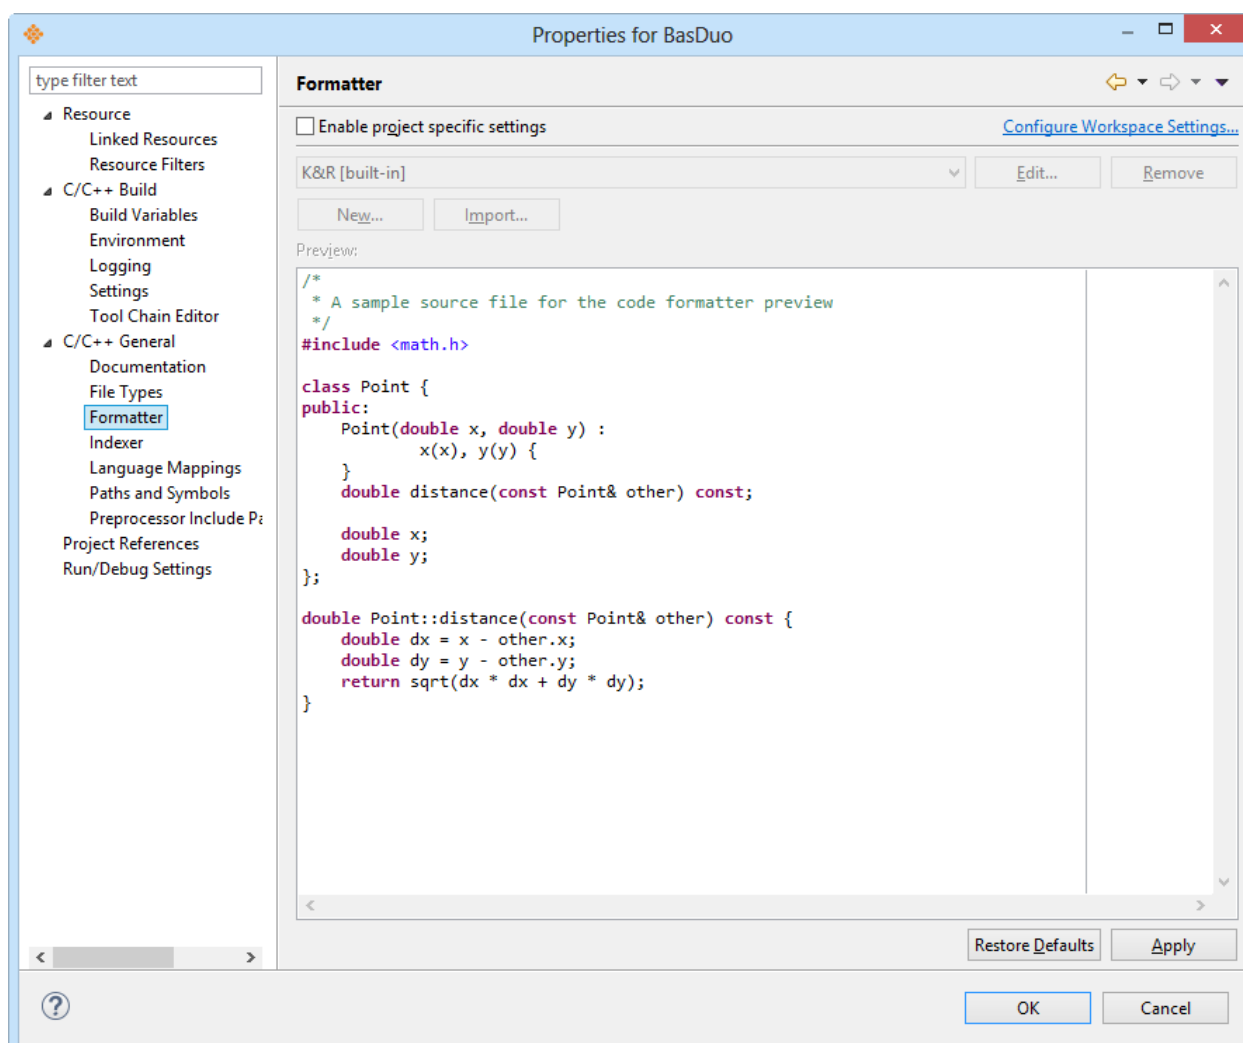 Properties for BasDuo
type filter text
Resource
Linked Resources
Resource Filters
C/C++ Build
Build Variables
Environment
Logging
Settings
Tool Chain Editor
C/C++ General
Documentation
File Types
Formatter
Indexer
Language Mappings
Paths and Symbols
Preprocessor Include Pa
Project References
Run/Debug Settings
Formatter
Enable project specific settings
Configure Workspace Settings...
K&R [built-in]
Edit...
Remove
New...
Import...
Preview:
/*
 * A sample source file for the code formatter preview
 */
#include <math.h>

class Point {
public:
    Point(double x, double y) :
            x(x), y(y) {
    }
    double distance(const Point& other) const;

    double x;
    double y;
};

double Point::distance(const Point& other) const {
    double dx = x - other.x;
    double dy = y - other.y;
    return sqrt(dx * dx + dy * dy);
}
Restore Defaults
Apply
?
OK
Cancel